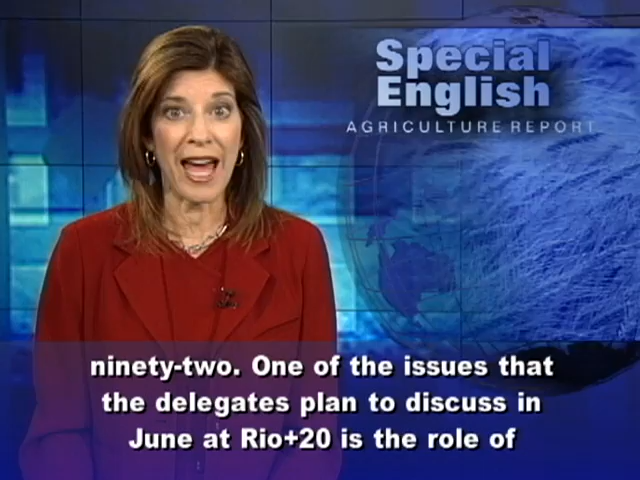 Special
English
AGRICULTURE REPORT
ninety-two. One of the issues that
the delegates plan to discuss in
June at Rio+20 is the role of